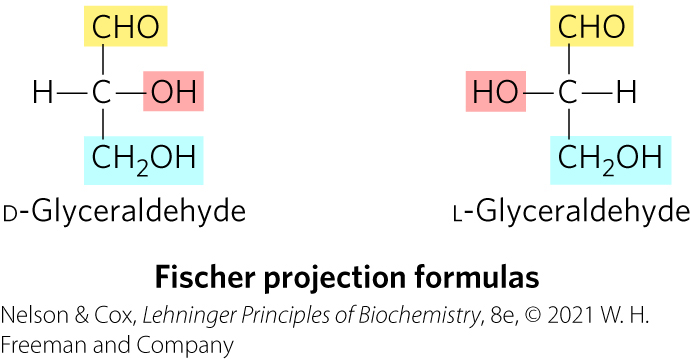 CHO CHO
H—C—OH HO—C—H
CH₂OH CH₂OH
D-Glyceraldehyde L-Glyceraldehyde
Fischer projection formulas
Nelson & Cox, Lehninger Principles of Biochemistry, 8e, © 2021 W. H.
Freeman and Company